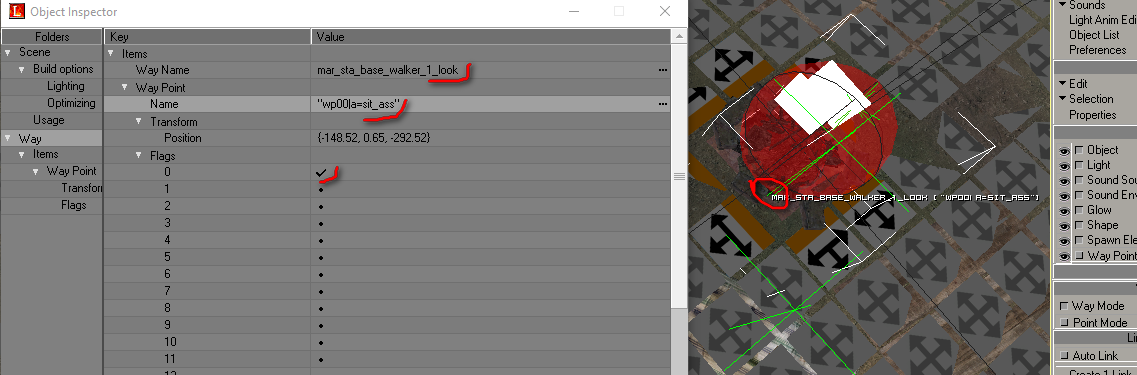 Object Inspector
Folders
Key
Value
Scene
Build options
Lighting
Optimizing
Usage
Way
Items
Way Point
Transform
Flags
Items
Way Name
mar_sta_base_walker_1_look
Way Point
Name
"wp00|a=sit_ass"
Transform
Position
{-148.52, 0.65, -292.52}
Flags
0
1
2
3
4
5
6
7
8
9
10
11
MAR_STA_BASE_WALKER_1_LOOK [ "WP00|A=SIT_ASS"]
Sounds
Light Anim Edi
Object List
Preferences
Edit
Selection
Properties
Object
Light
Sound Sou
Sound Env
Glow
Shape
Spawn Ele
Way Point
Way Mode
Point Mode
Auto Link
Create 1 Link